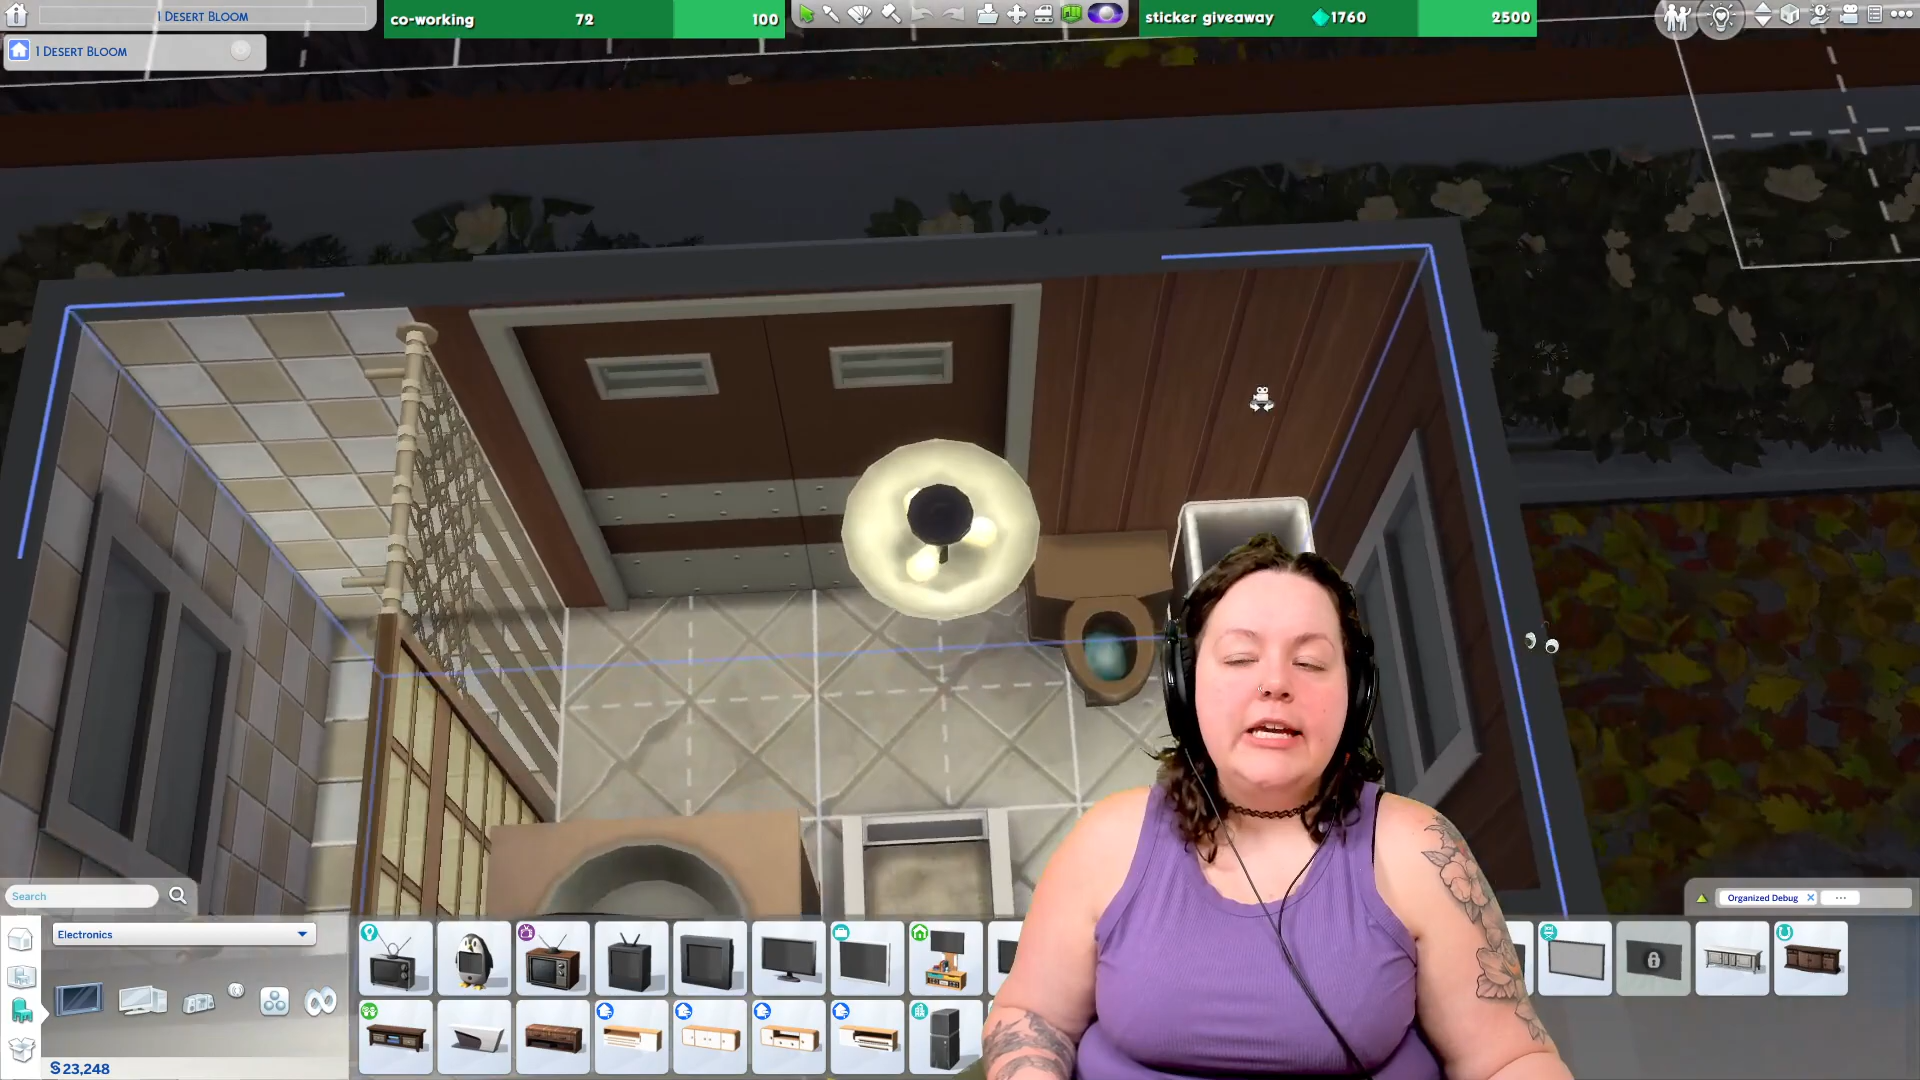 1 DESERT BLOOM
co-working 72 100
sticker giveaway 1760 2500
1 DESERT BLOOM
Search
Organized Debug
Electronics
§23,248